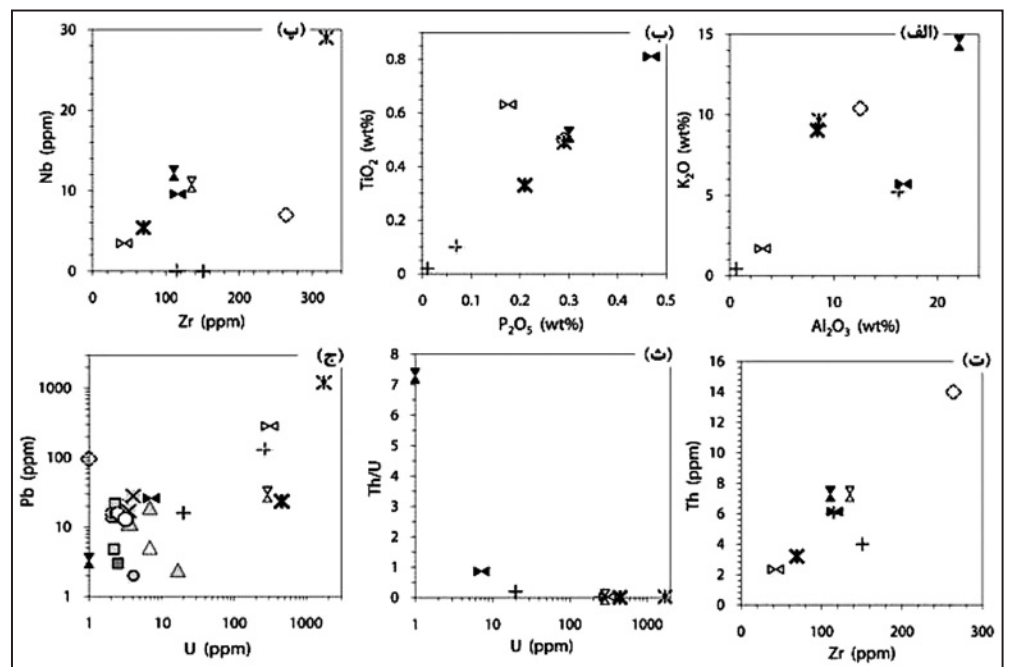 (الف)
15
10
5
0
K₂O (wt%)
0 10 20
Al₂O₃ (wt%)
(ب)
0.8
0.6
0.4
0.2
0
TiO₂ (wt%)
0 0.1 0.2 0.3 0.4 0.5
P₂O₅ (wt%)
(پ)
30
20
10
0
Nb (ppm)
0 100 200 300
Zr (ppm)
(ت)
16
14
12
10
8
6
4
2
0
Th (ppm)
0 100 200 300
Zr (ppm)
(ث)
8
7
6
5
4
3
2
1
0
Th/U
1 10 100 1000
U (ppm)
(ج)
1000
100
10
1
Pb (ppm)
1 10 100 1000
U (ppm)